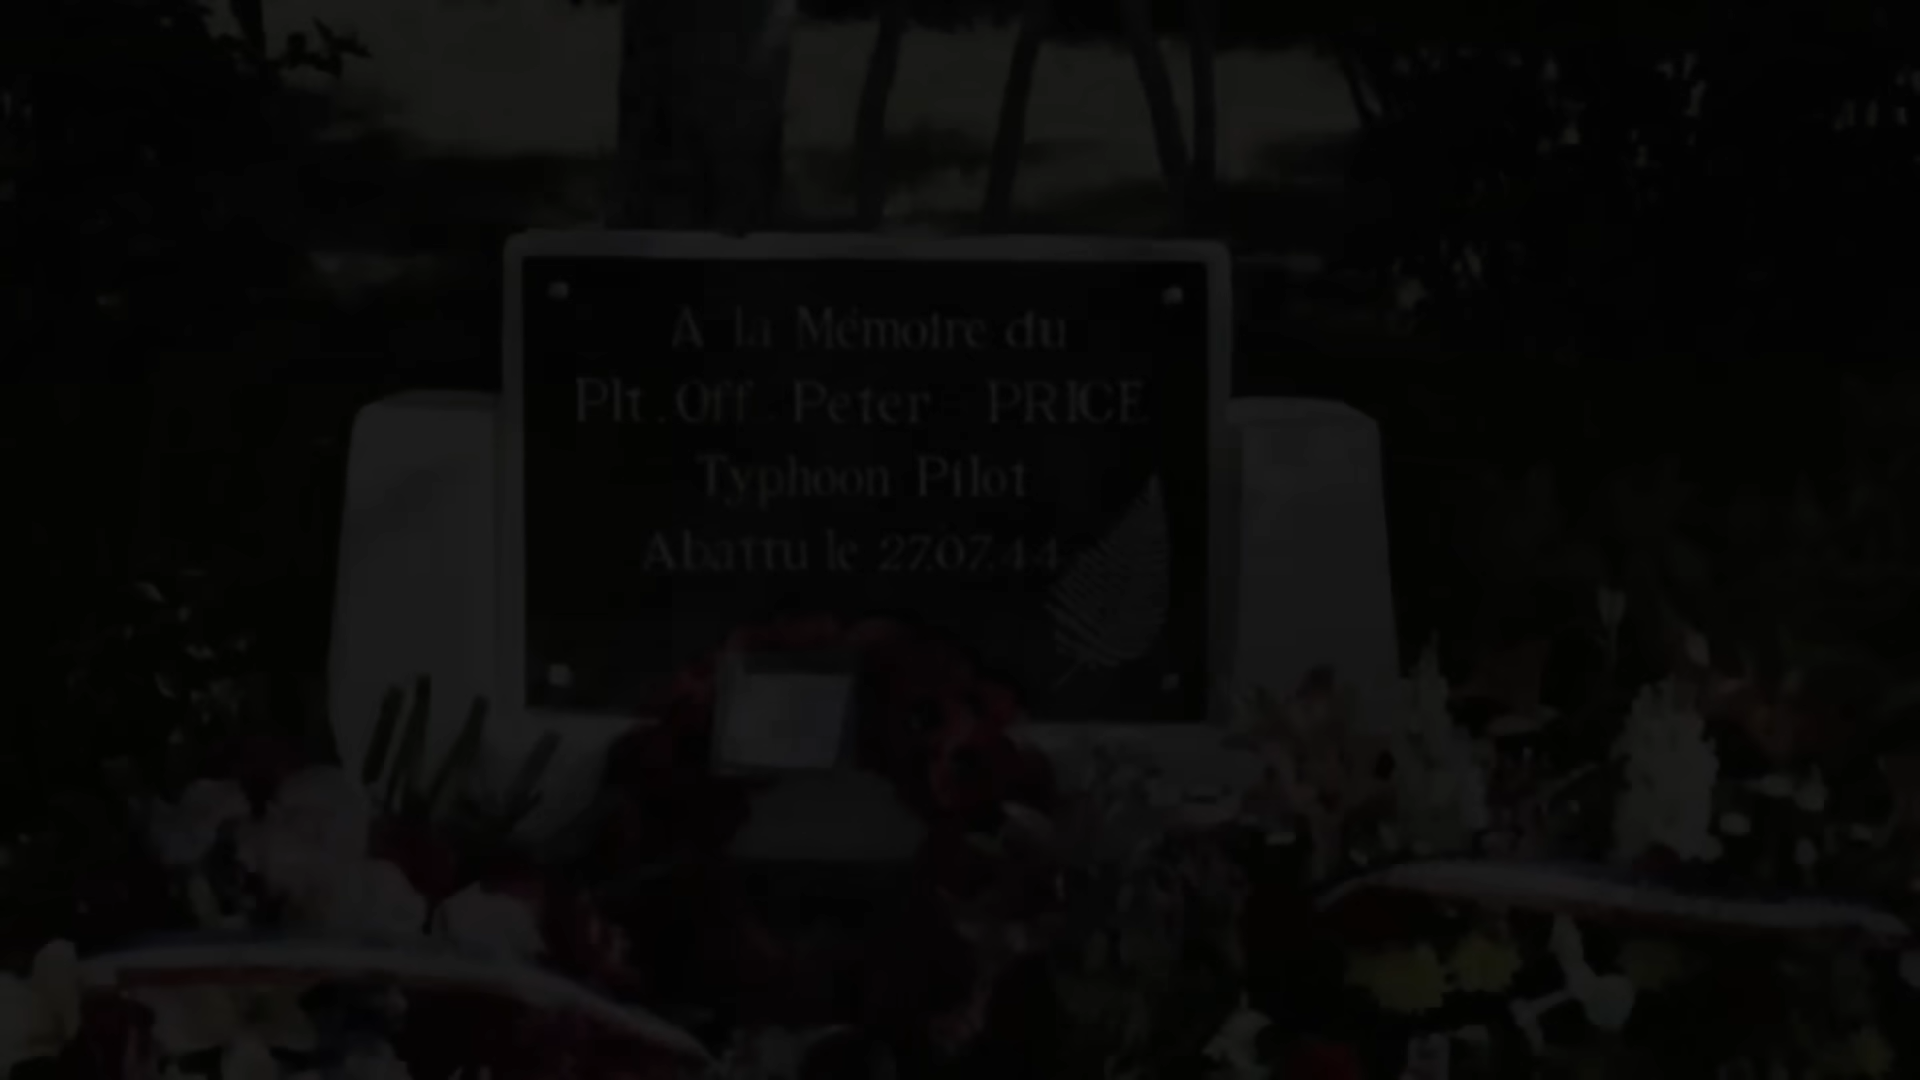 A la Mémoire du
Plt. Off Peter PRICE
Typhoon Pilot
Abattu le 27.07.44